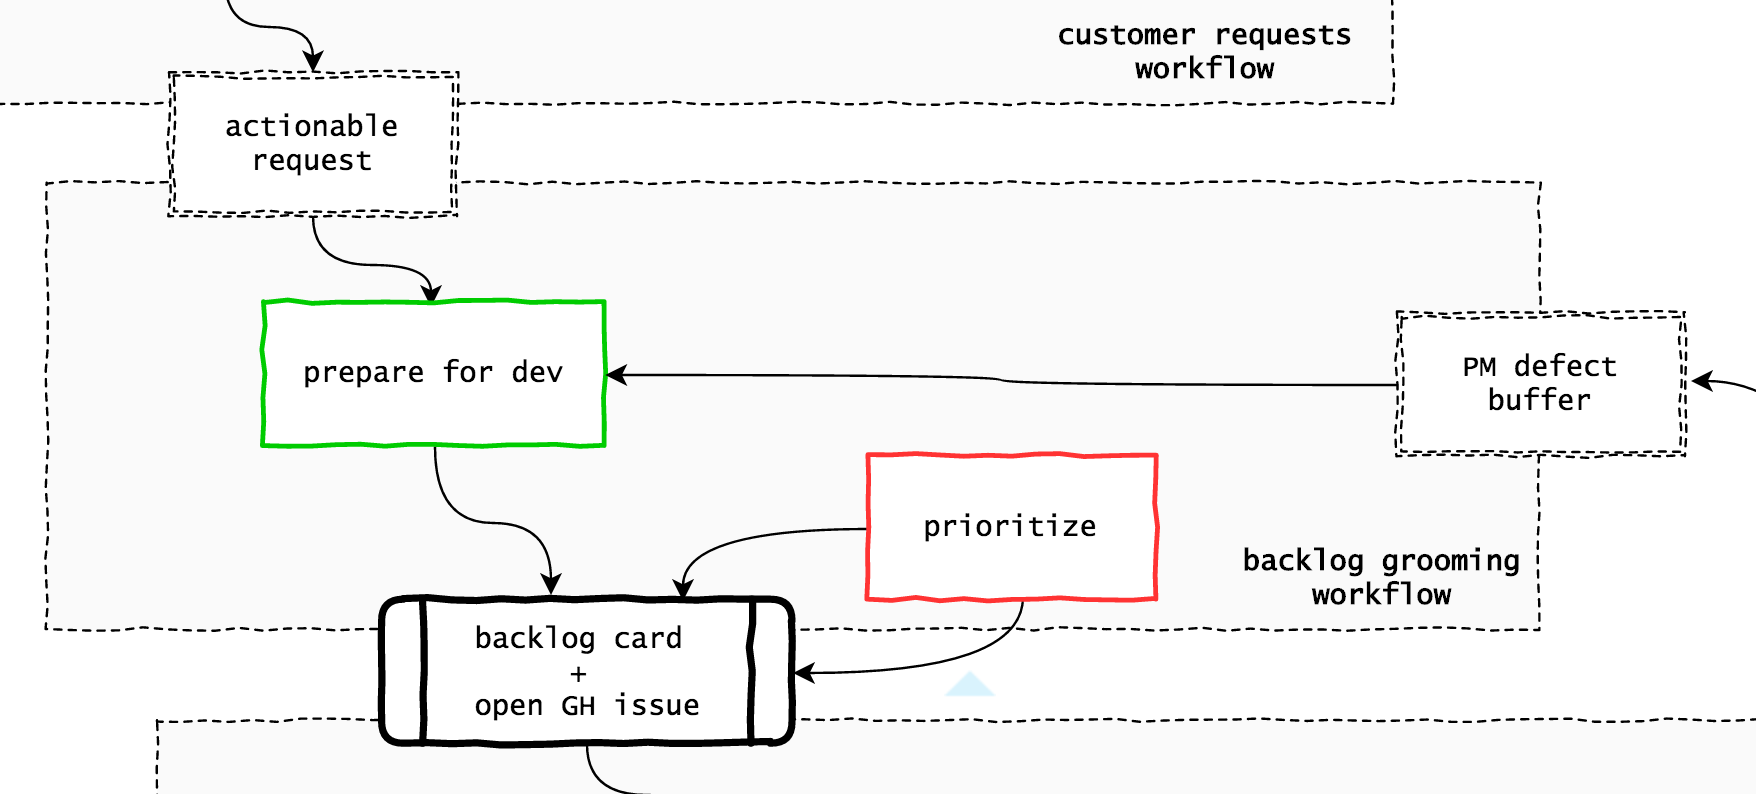 customer requests
workflow
actionable
request
prepare for dev
PM defect
buffer
prioritize
backlog grooming
workflow
backlog card
+
open GH issue